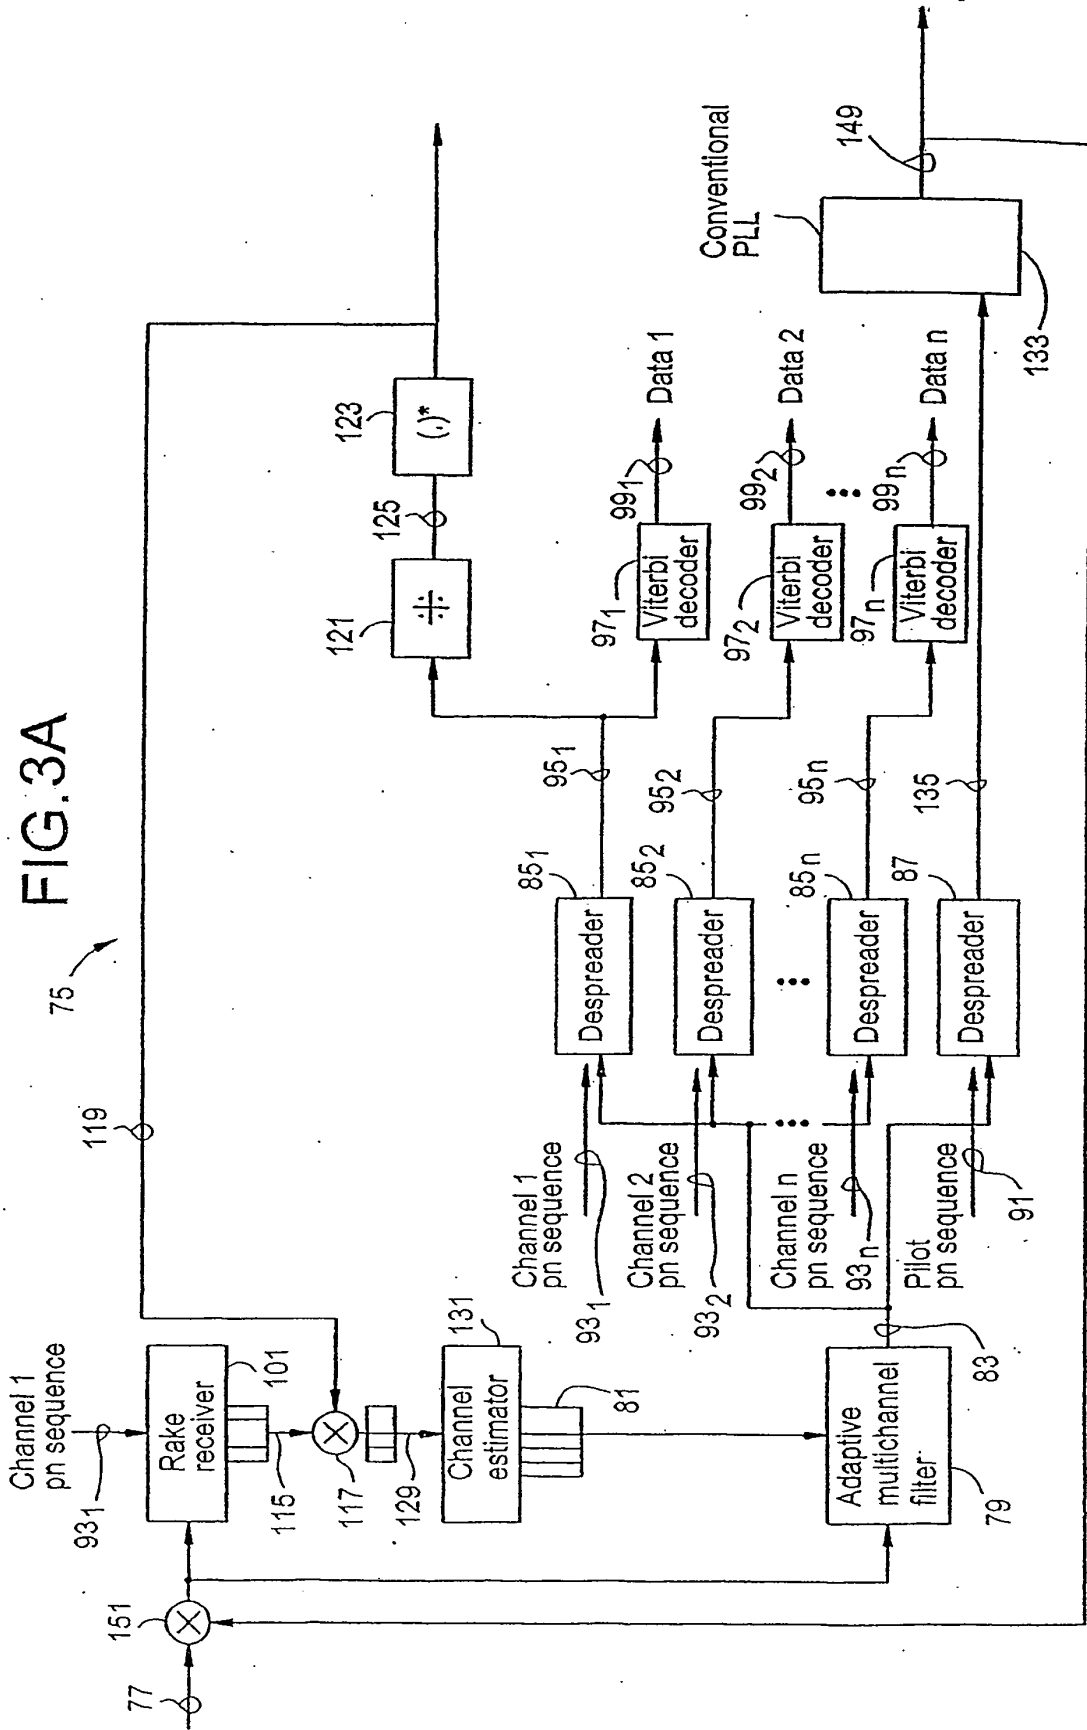 FIG.3A
75
119
Channel 1
pn sequence
93₁
Rake
receiver
101
115
117
129
131
Channel
estimator
81
151
77
Adaptive
multichannel
filter
79
83
Channel 1
pn sequence
93₁
Channel 2
pn sequence
93₂
Channel n
pn sequence
93ₙ
Pilot
pn sequence
91
Despreader
85₁
Despreader
85₂
Despreader
85ₙ
Despreader
87
95₁
95₂
95ₙ
135
121
÷
125
123
(,)*
97₁
Viterbi
decoder
99₁
Data 1
97₂
Viterbi
decoder
99₂
Data 2
97ₙ
Viterbi
decoder
99ₙ
Data n
Conventional
PLL
149
133